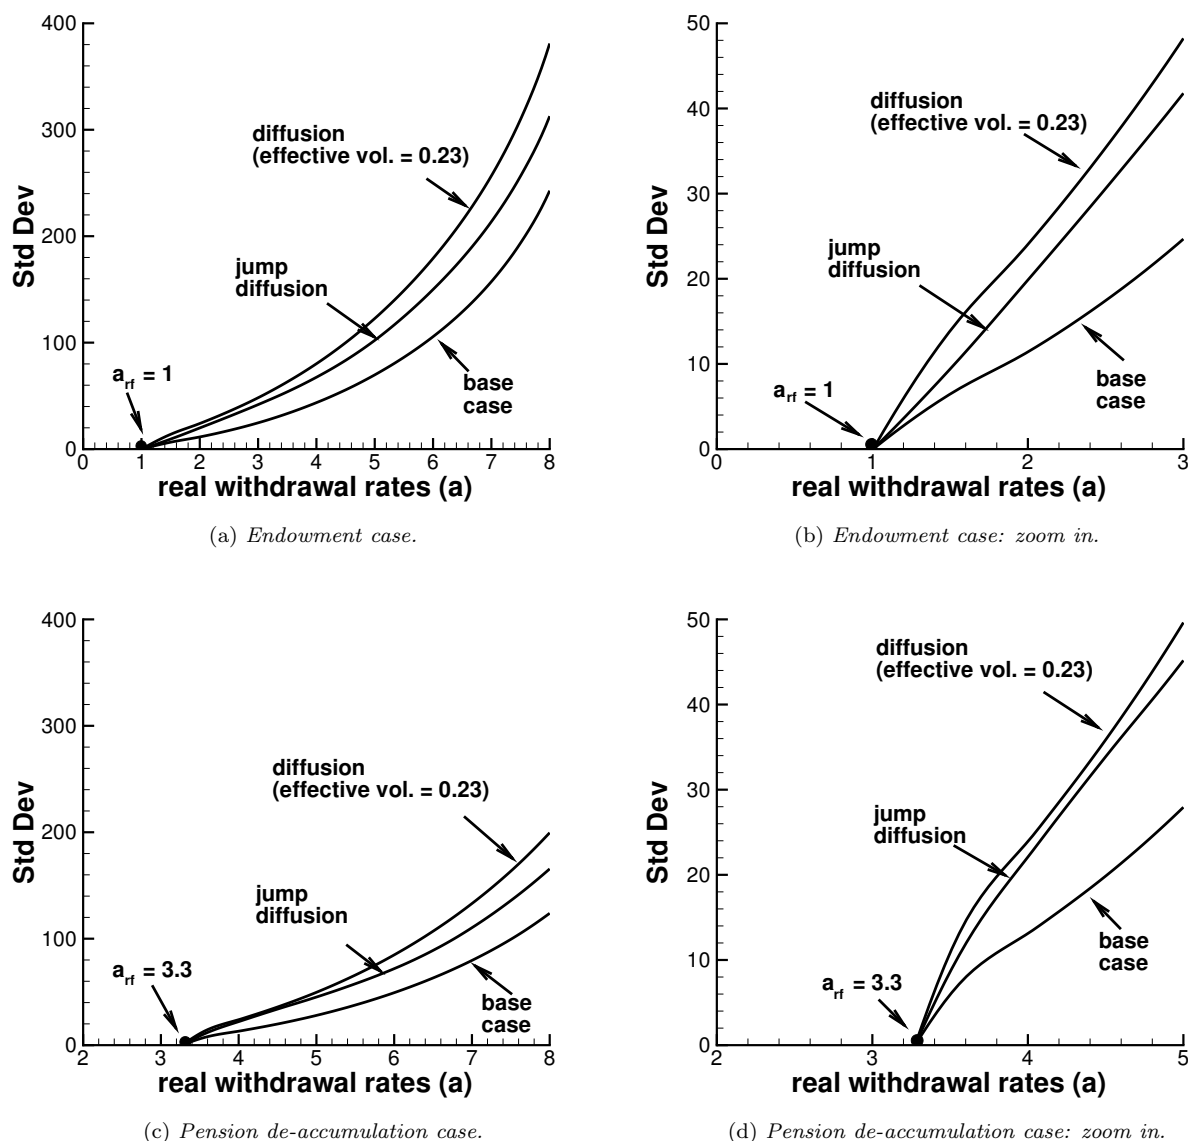 400
300
200
100
0
0 1 2 3 4 5 6 7 8
Std Dev
real withdrawal rates (a)
diffusion
(effective vol. = 0.23)
jump
diffusion
a_rf = 1
base
case
(a) Endowment case.
50
40
30
20
10
0
0 1 2 3
Std Dev
real withdrawal rates (a)
diffusion
(effective vol. = 0.23)
jump
diffusion
a_rf = 1
base
case
(b) Endowment case: zoom in.
400
300
200
100
0
2 3 4 5 6 7 8
Std Dev
real withdrawal rates (a)
diffusion
(effective vol. = 0.23)
jump
diffusion
a_rf = 3.3
base
case
(c) Pension de-accumulation case.
50
40
30
20
10
0
2 3 4 5
Std Dev
real withdrawal rates (a)
diffusion
(effective vol. = 0.23)
jump
diffusion
a_rf = 3.3
base
case
(d) Pension de-accumulation case: zoom in.